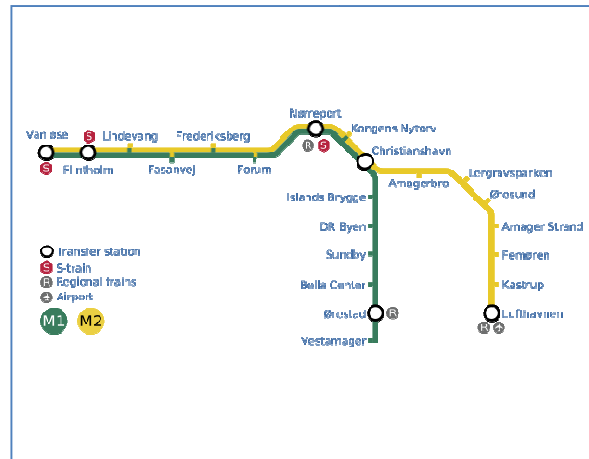 Nørreport
Kongens Nytorv
Vanløse
Lindevang
Frederiksberg
Christianshavn
Flintholm
Fasanvej
Forum
Lergravsparken
Amagerbro
Øresund
Islands Brygge
DR Byen
Amager Strand
Sundby
Femøren
Bella Center
Kastrup
Ørestad
R
Lufthavnen
R
Vestamager
R S
S
S
Transfer station
S S-train
R Regional trains
Airport
M1 M2